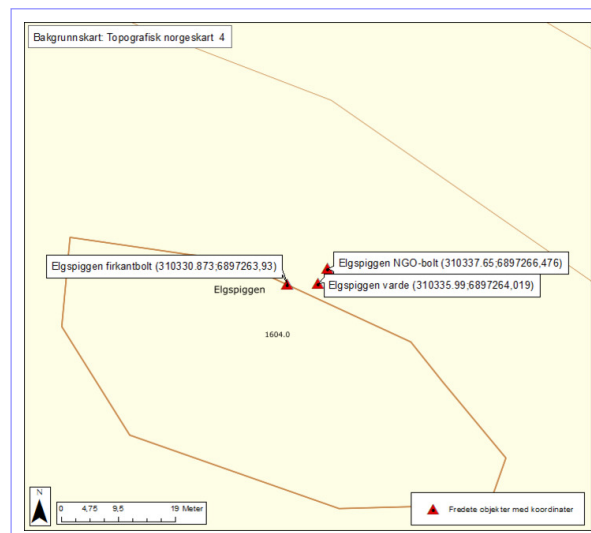 Bakgrunnskart: Topografisk norgeskart 4
Elgspiggen firkantbolt (310330.873;6897263,93)
Elgspiggen NGO-bolt (310337.65;6897266,476)
Elgspiggen varde (310335.99;6897264,019)
Elgspiggen
1604.0
N
0 4,75 9,5 19 Meter
Fredete objekter med koordinater